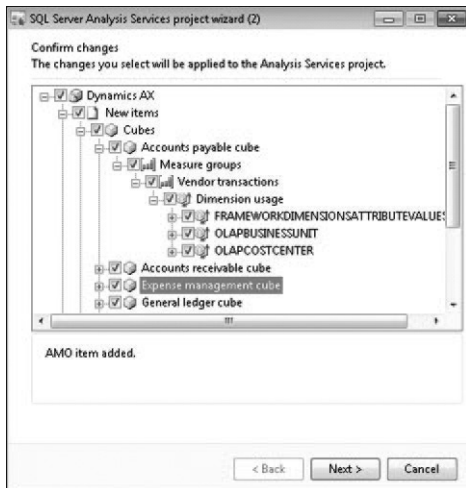 SQL Server Analysis Services project wizard (2)
Confirm changes
The changes you select will be applied to the Analysis Services project.
Dynamics AX
New items
Cubes
Accounts payable cube
Measure groups
Vendor transactions
Dimension usage
FRAMEWORKDIMENSIONSATTRIBUTEVALUE
OLAPBUSINESSUNIT
OLAPCOSTCENTER
Accounts receivable cube
Expense management cube
General ledger cube
AMO item added.
< Back Next > Cancel